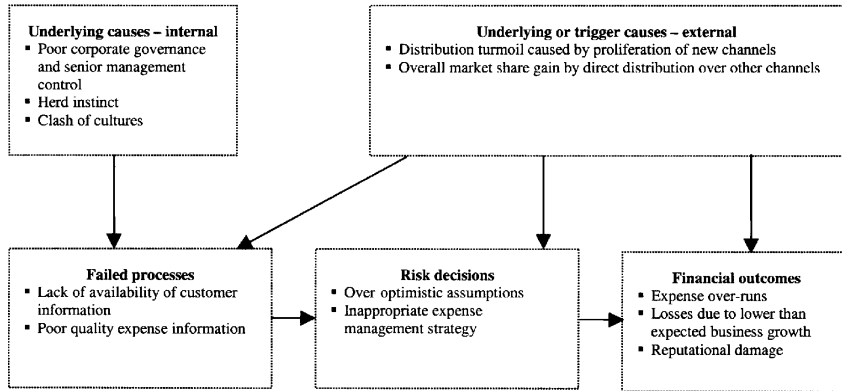 Underlying causes – internal
▪ Poor corporate governance
and senior management
control
▪ Herd instinct
▪ Clash of cultures
Underlying or trigger causes – external
▪ Distribution turmoil caused by proliferation of new channels
▪ Overall market share gain by direct distribution over other channels
Failed processes
▪ Lack of availability of customer
information
▪ Poor quality expense information
Risk decisions
▪ Over optimistic assumptions
▪ Inappropriate expense
management strategy
Financial outcomes
▪ Expense over-runs
▪ Losses due to lower than
expected business growth
▪ Reputational damage